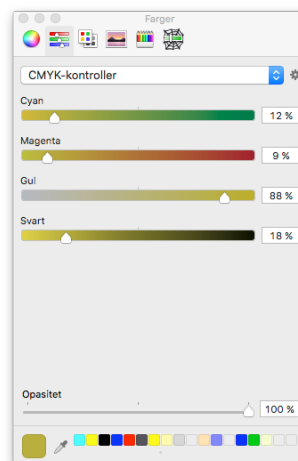 Farger
CMYK-kontroller
Cyan
12 %
Magenta
9 %
Gul
88 %
Svart
18 %
Opasitet
100 %